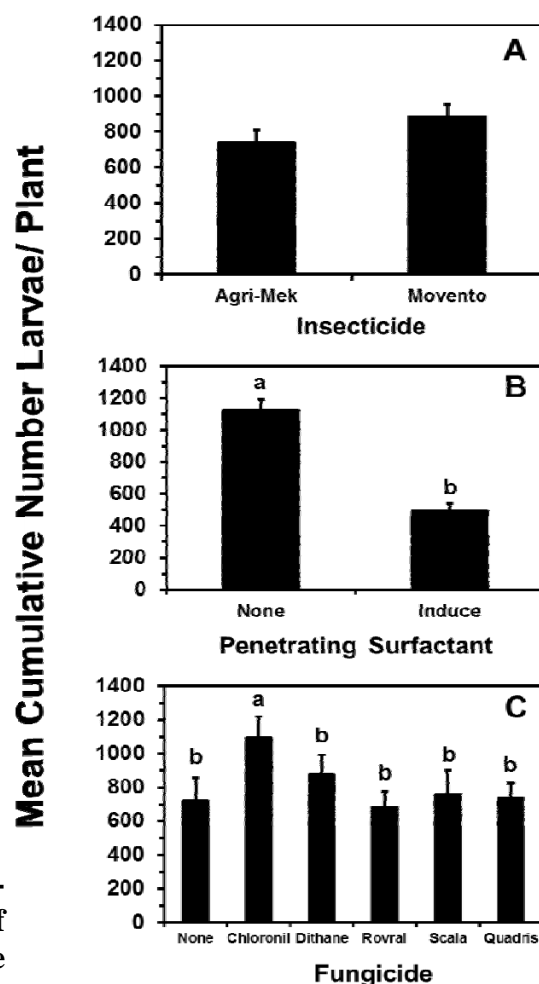 Mean Cumulative Number Larvae/ Plant
A
1400
1200
1000
800
600
400
200
0
Agri-Mek Movento
Insecticide
B
1400
1200
1000
800
600
400
200
0
a
b
None Induce
Penetrating Surfactant
C
1400
1200
1000
800
600
400
200
0
b
a
b
b
b
b
None Chloronil Dithane Rovral Scala Quadris
Fungicide
f
e